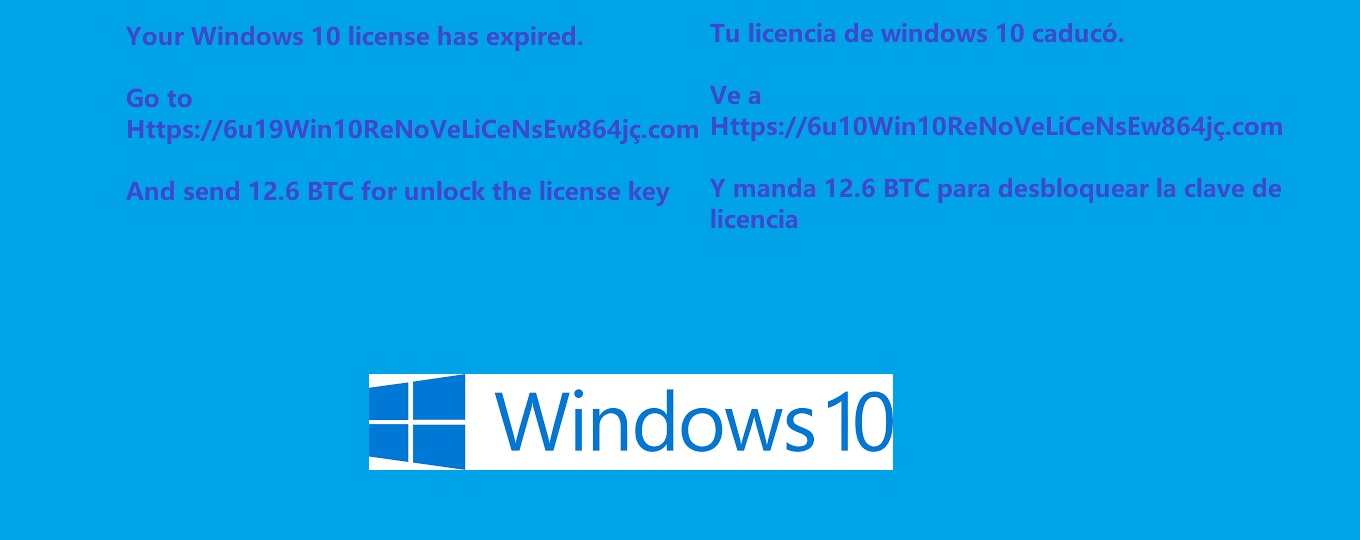 Your Windows 10 license has expired.
Go to
Https://6u19Win10ReNoVeLiCeNsEw864jç.com
And send 12.6 BTC for unlock the license key
Tu licencia de windows 10 caducó.
Ve a
Https://6u10Win10ReNoVeLiCeNsEw864jç.com
Y manda 12.6 BTC para desbloquear la clave de
licencia
Windows 10